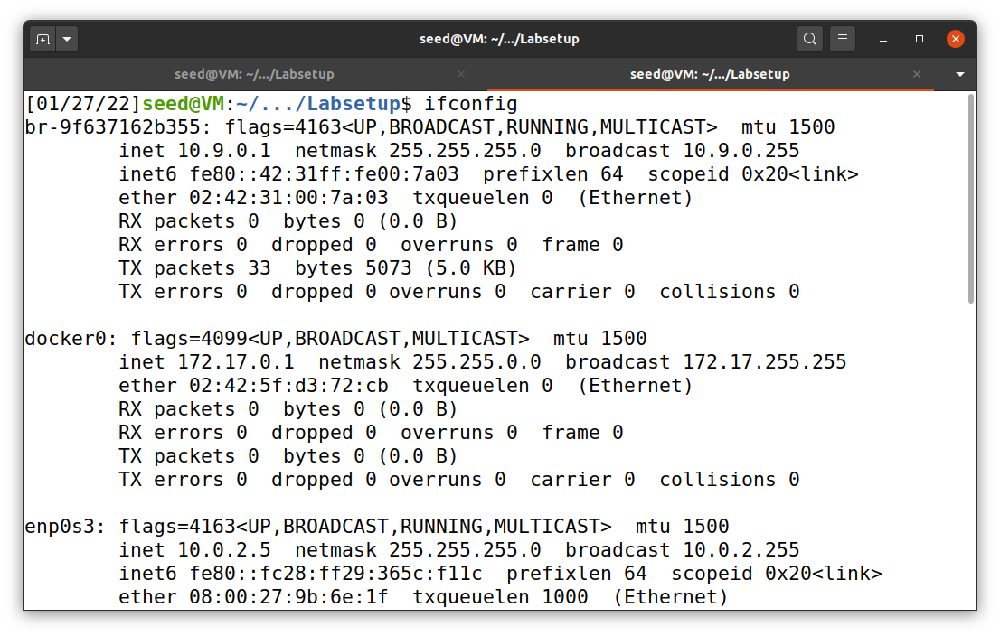 seed@VM: ~/.../Labsetup
seed@VM: ~/.../Labsetup seed@VM: ~/.../Labsetup
[01/27/22]seed@VM:~/.../Labsetup$ ifconfig
br-9f637162b355: flags=4163<UP,BROADCAST,RUNNING,MULTICAST>  mtu 1500
        inet 10.9.0.1  netmask 255.255.255.0  broadcast 10.9.0.255
        inet6 fe80::42:31ff:fe00:7a03  prefixlen 64  scopeid 0x20<link>
        ether 02:42:31:00:7a:03  txqueuelen 0  (Ethernet)
        RX packets 0  bytes 0 (0.0 B)
        RX errors 0  dropped 0  overruns 0  frame 0
        TX packets 33  bytes 5073 (5.0 KB)
        TX errors 0  dropped 0 overruns 0  carrier 0  collisions 0

docker0: flags=4099<UP,BROADCAST,MULTICAST>  mtu 1500
        inet 172.17.0.1  netmask 255.255.0.0  broadcast 172.17.255.255
        ether 02:42:5f:d3:72:cb  txqueuelen 0  (Ethernet)
        RX packets 0  bytes 0 (0.0 B)
        RX errors 0  dropped 0  overruns 0  frame 0
        TX packets 0  bytes 0 (0.0 B)
        TX errors 0  dropped 0 overruns 0  carrier 0  collisions 0

enp0s3: flags=4163<UP,BROADCAST,RUNNING,MULTICAST>  mtu 1500
        inet 10.0.2.5  netmask 255.255.255.0  broadcast 10.0.2.255
        inet6 fe80::fc28:ff29:365c:f11c  prefixlen 64  scopeid 0x20<link>
        ether 08:00:27:9b:6e:1f  txqueuelen 1000  (Ethernet)